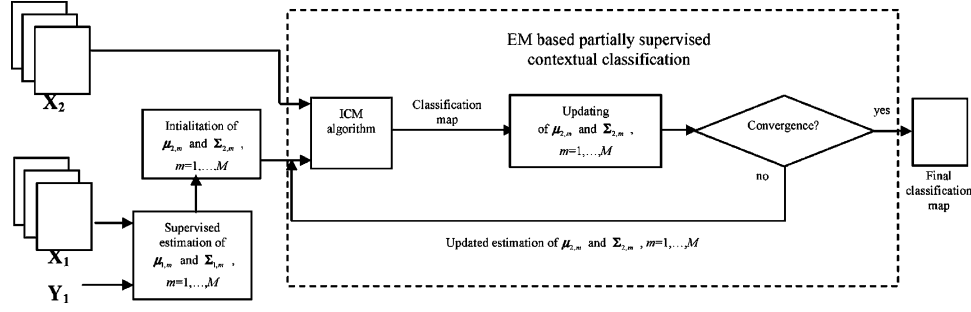 EM based partially supervised
contextual classification
X₂
Intialitation of
μ₂,ₘ and Σ₂,ₘ ,
m=1,…,M
ICM
algorithm
Classification
map
Updating
of μ₂,ₘ and Σ₂,ₘ ,
m=1,…,M
Convergence?
yes
no
Final
classification
map
X₁
Y₁
Supervised
estimation of
μ₁,ₘ and Σ₁,ₘ ,
m=1,…,M
Updated estimation of μ₂,ₘ and Σ₂,ₘ , m=1,…,M